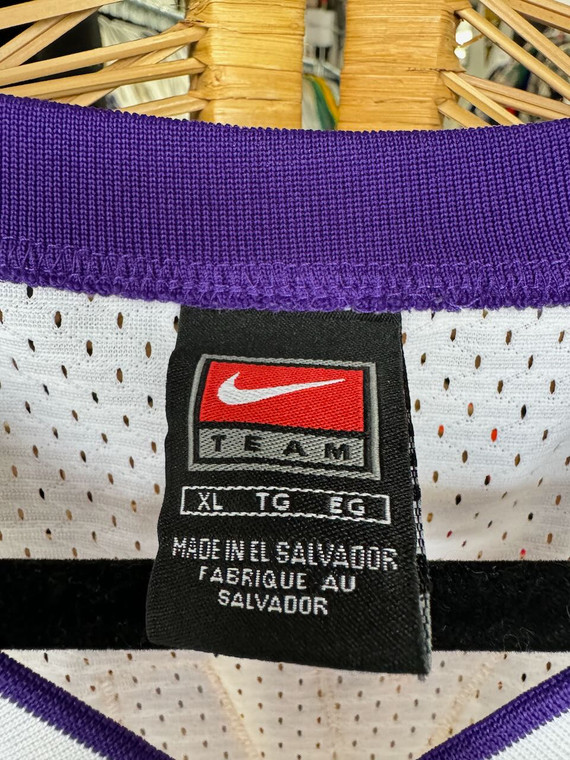 TEAM
XL TG EG
MADE IN EL SALVADOR
FABRIQUE AU
SALVADOR